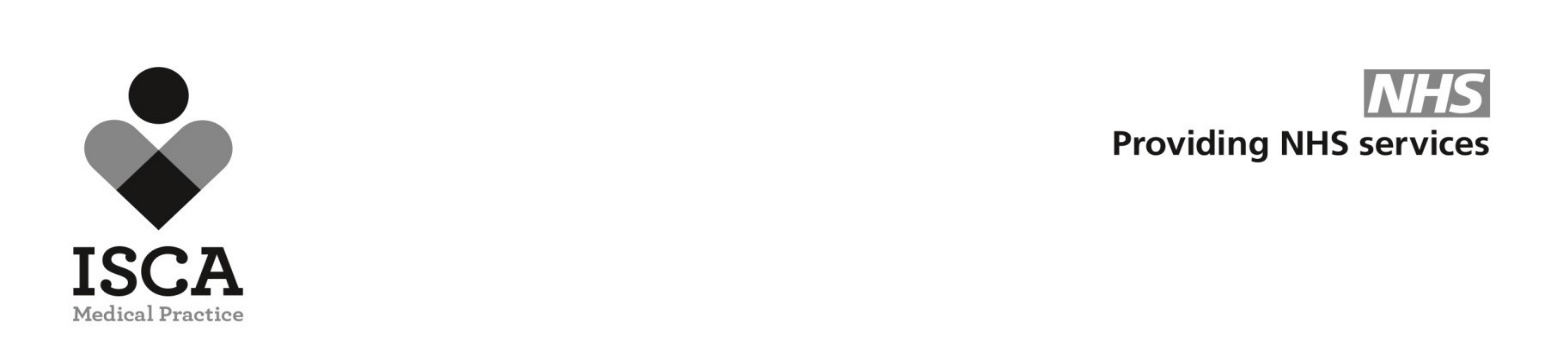 NHS
Providing NHS services
ISCA
Medical Practice